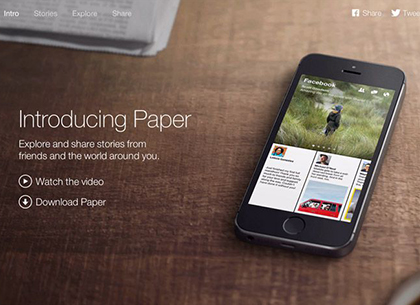 Intro Stories Explore Share Share Twee
Introducing Paper
Explore and share stories from
friends and the world around you.
Watch the video
Download Paper
Facebook